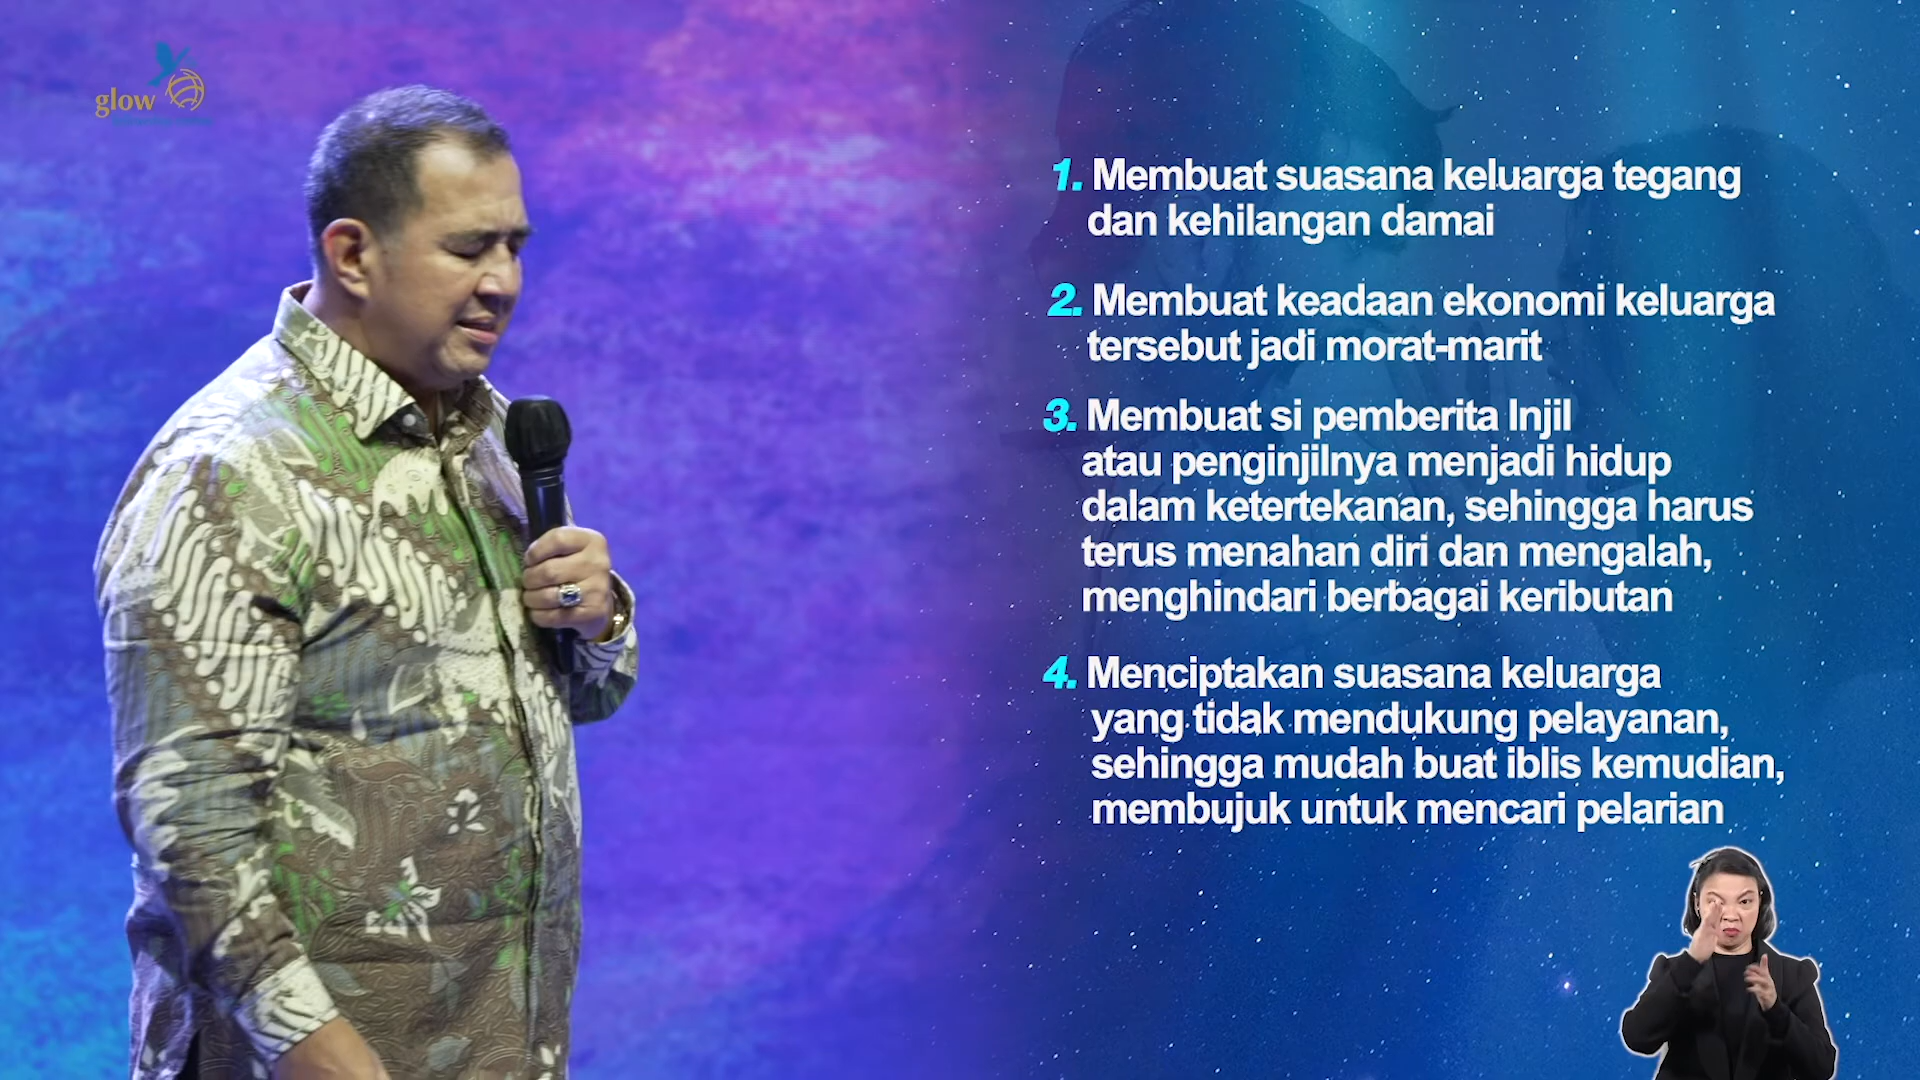 glow
1. Membuat suasana keluarga tegang
dan kehilangan damai
2. Membuat keadaan ekonomi keluarga
tersebut jadi morat-marit
3. Membuat si pemberita Injil
atau penginjilnya menjadi hidup
dalam ketertekanan, sehingga harus
terus menahan diri dan mengalah,
menghindari berbagai keributan
4. Menciptakan suasana keluarga
yang tidak mendukung pelayanan,
sehingga mudah buat iblis kemudian,
membujuk untuk mencari pelarian